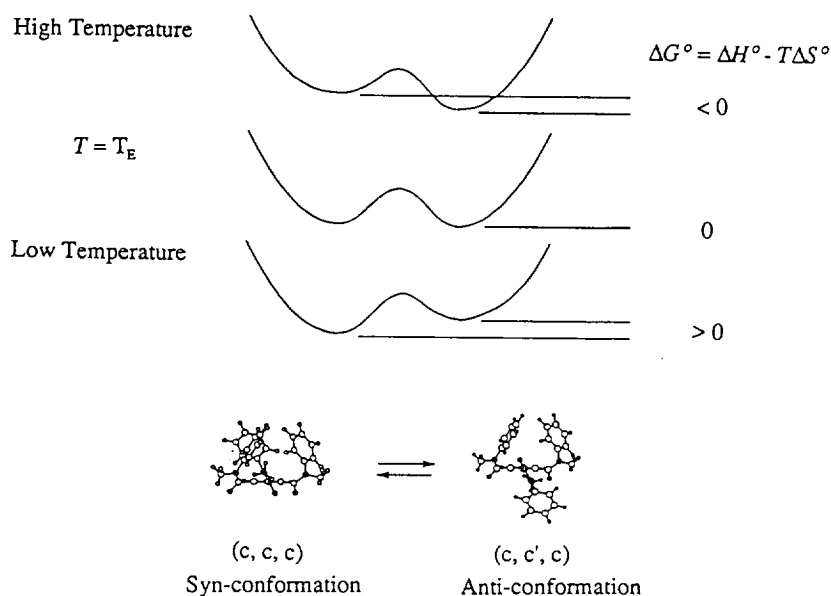 High Temperature
ΔG° = ΔH° - TΔS°
< 0
T = T_E
0
Low Temperature
> 0
(c, c, c)
(c, c', c)
Syn-conformation
Anti-conformation